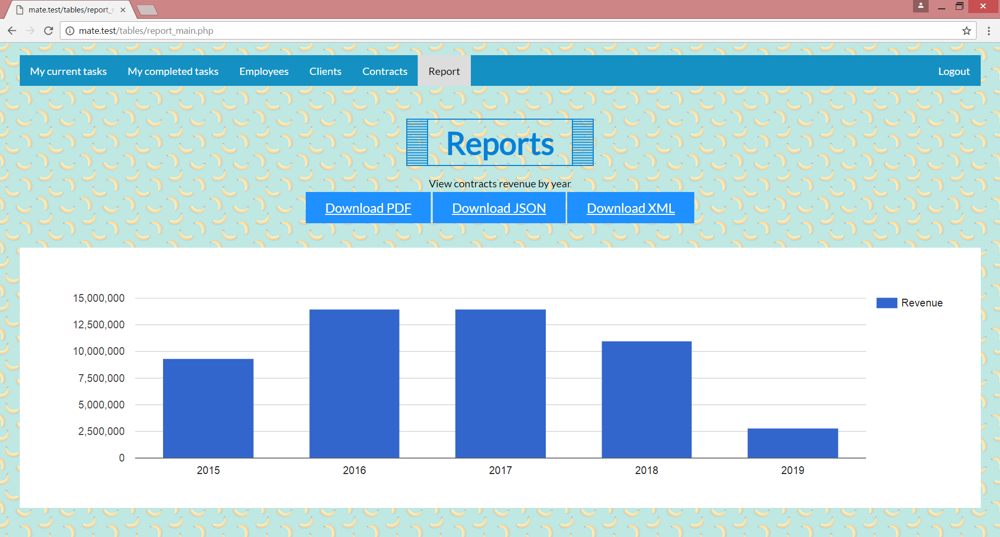 mate.test/tables/report_
mate.test/tables/report_main.php
My current tasks My completed tasks Employees Clients Contracts Report Logout
Reports
View contracts revenue by year
Download PDF Download JSON Download XML
15,000,000
12,500,000
10,000,000
7,500,000
5,000,000
2,500,000
0
2015 2016 2017 2018 2019
Revenue